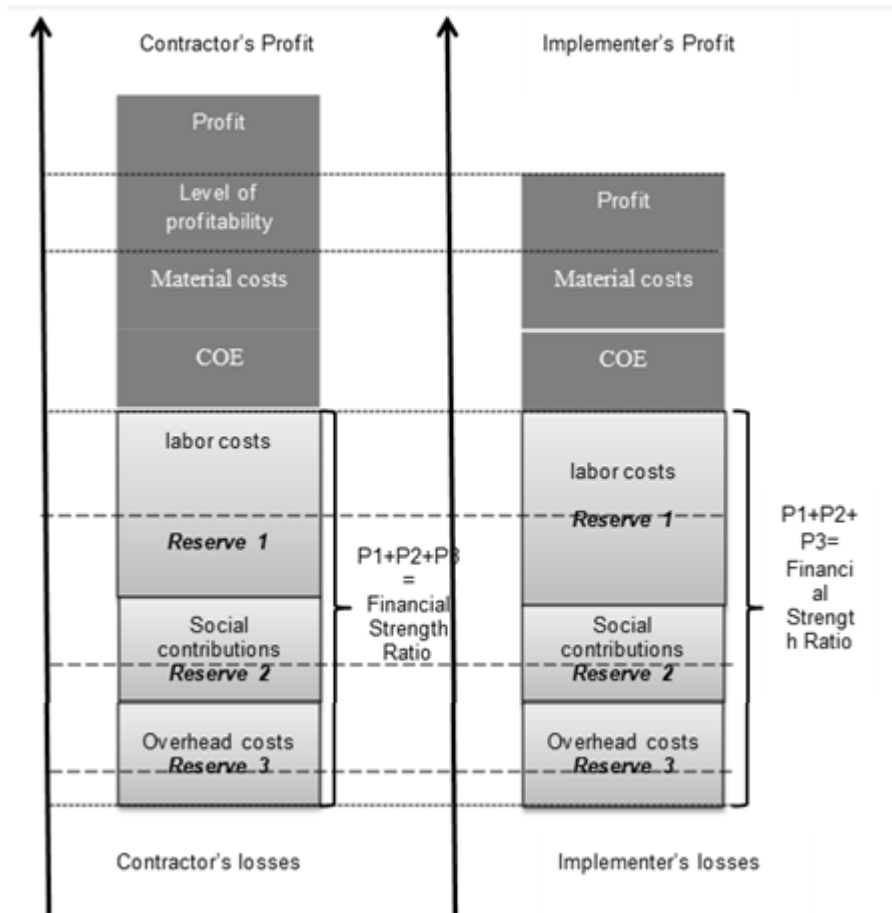 Contractor's Profit
Profit
Level of
profitability
Material costs
COE
labor costs
Reserve 1
Social
contributions
Reserve 2
Overhead costs
Reserve 3
P1+P2+P3
=
Financial
Strength
Ratio
Contractor's losses
Implementer's Profit
Profit
Material costs
COE
labor costs
Reserve 1
Social
contributions
Reserve 2
Overhead costs
Reserve 3
P1+P2+
P3=
Financi
al
Strengt
h Ratio
Implementer's losses